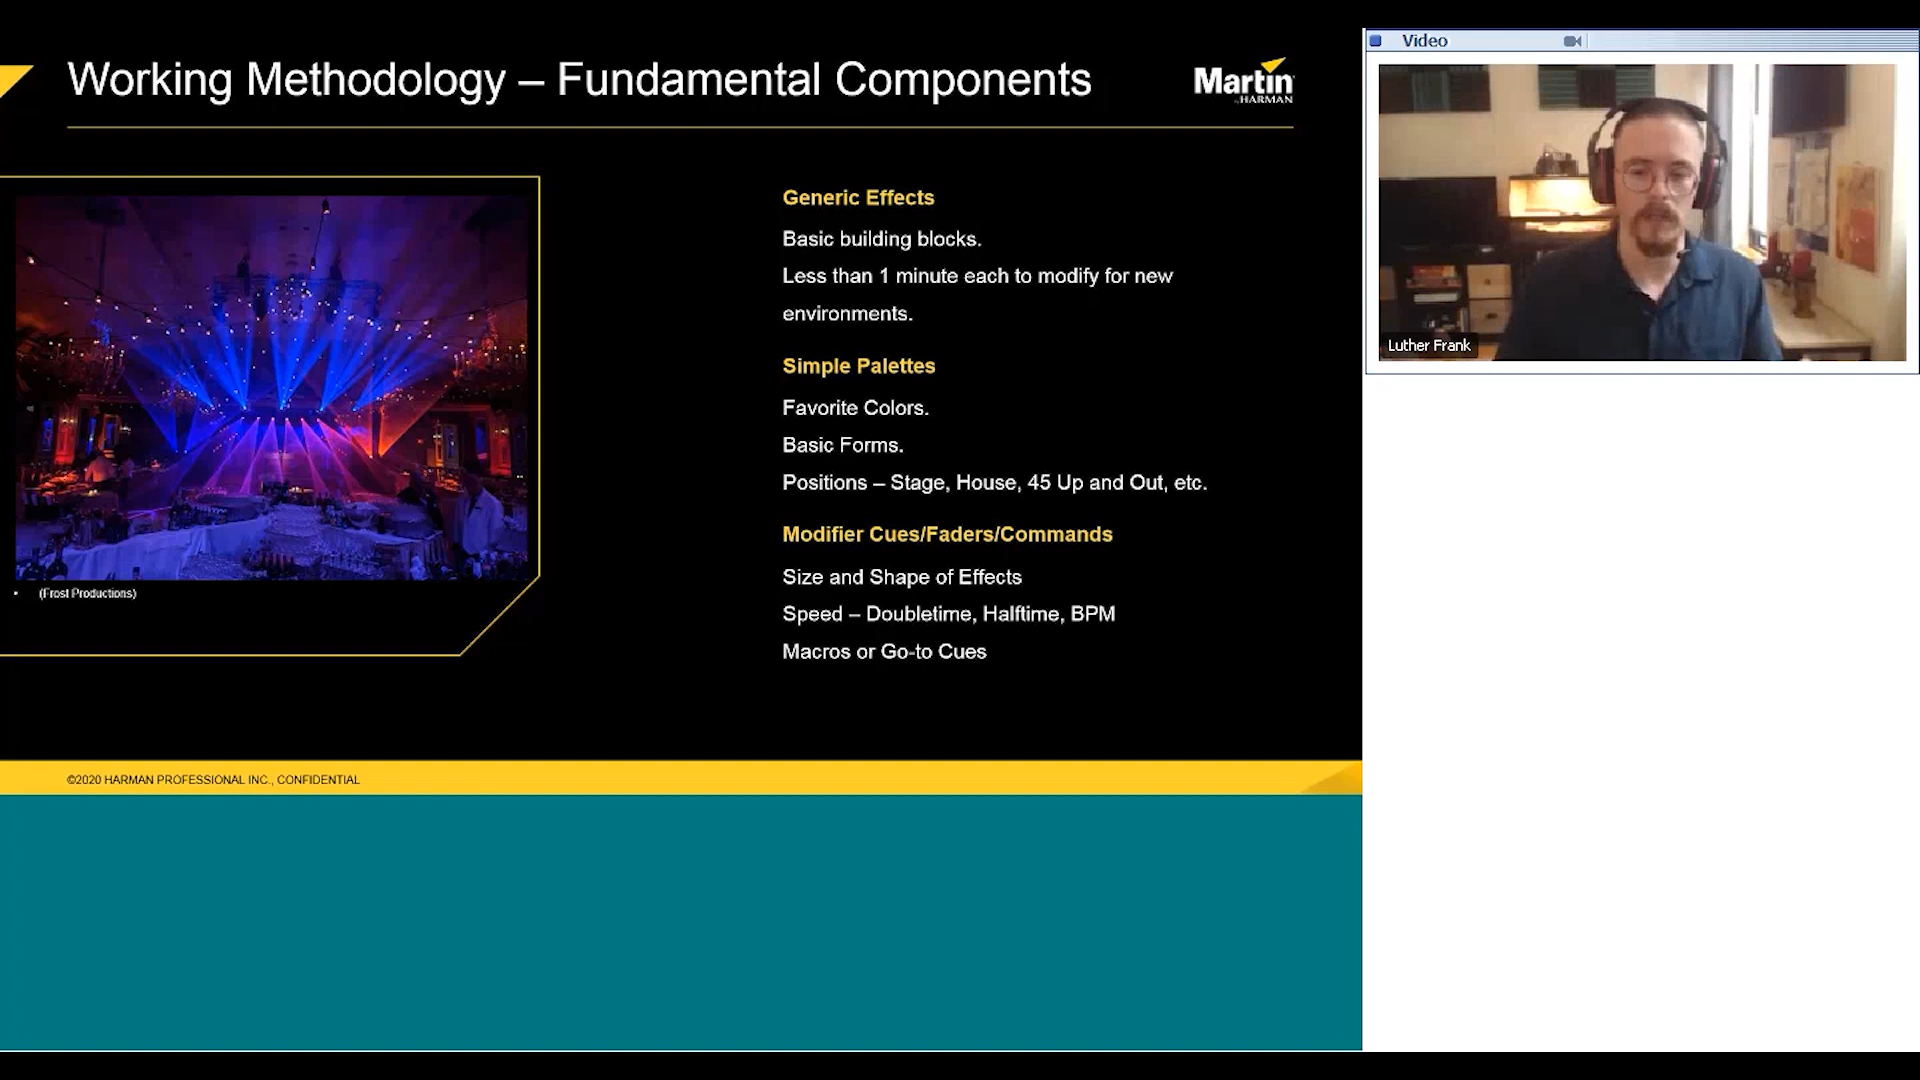 Working Methodology – Fundamental Components
Martin
by HARMAN
Generic Effects
Basic building blocks.
Less than 1 minute each to modify for new
environments.
Simple Palettes
Favorite Colors.
Basic Forms.
Positions – Stage, House, 45 Up and Out, etc.
Modifier Cues/Faders/Commands
Size and Shape of Effects
Speed – Doubletime, Halftime, BPM
Macros or Go-to Cues
• (Frost Productions)
©2020 HARMAN PROFESSIONAL INC., CONFIDENTIAL
Video
Luther Frank